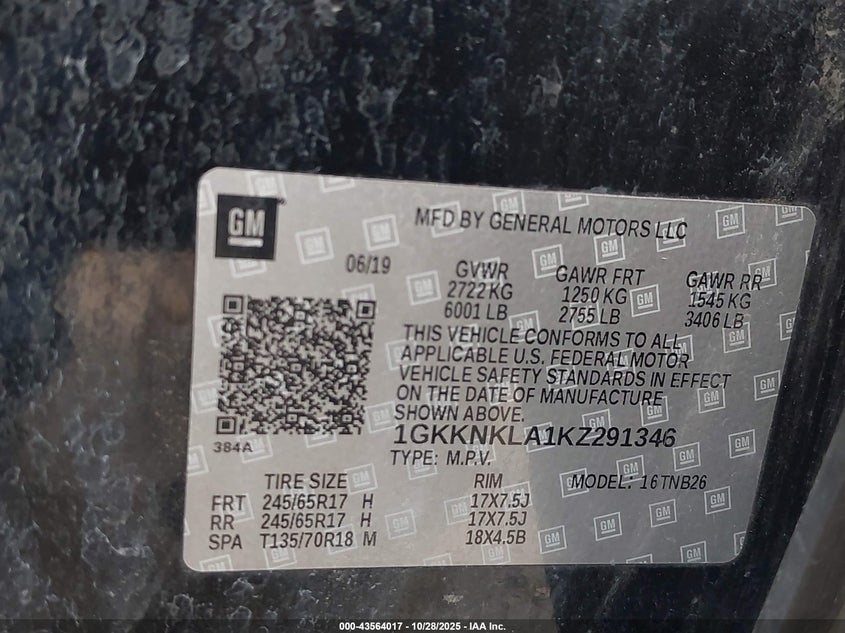 GM
MFD BY GENERAL MOTORS LLC
06/19
GVWR
2722 KG
6001 LB
GAWR FRT
1250 KG
2755 LB
GAWR RR
1545 KG
3406 LB
THIS VEHICLE CONFORMS TO ALL
APPLICABLE U.S. FEDERAL MOTOR
VEHICLE SAFETY STANDARDS IN EFFECT
ON THE DATE OF MANUFACTURE
SHOWN ABOVE.
384A
1GKKNKLA1KZ291346
TYPE: M.P.V.
MODEL: 16TNB26
TIRE SIZE RIM
FRT 245/65R17 H 17X7.5J
RR 245/65R17 H 17X7.5J
SPA T135/70R18 M 18X4.5B
000-43564017 - 10/28/2025 - IAA Inc.